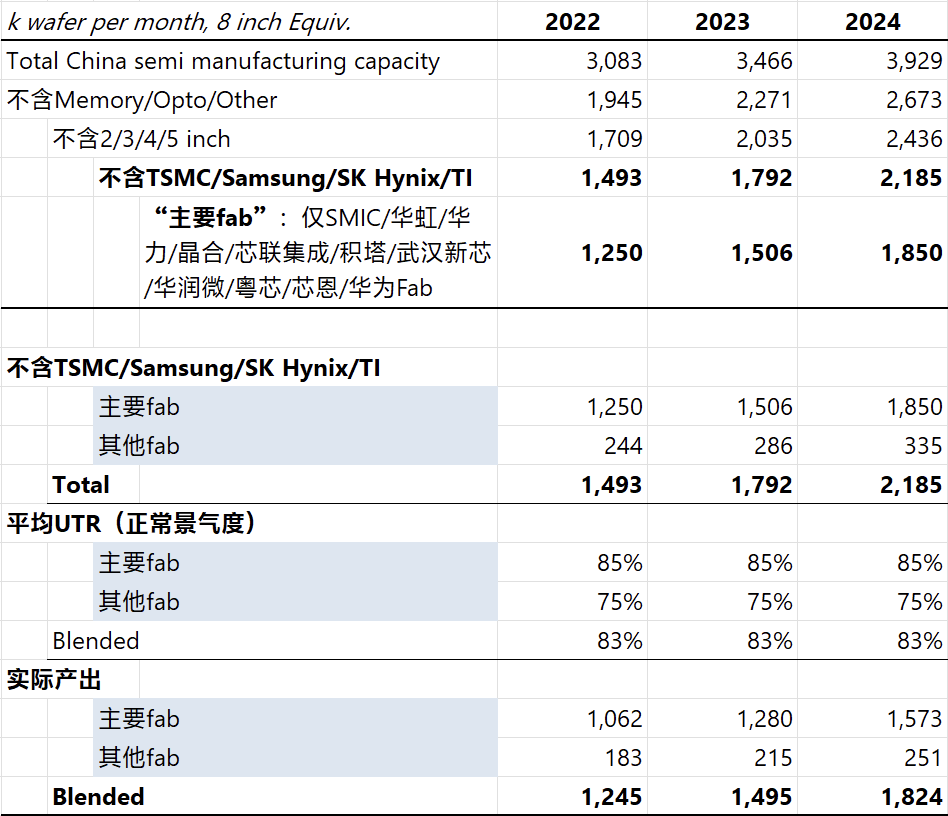 k wafer per month, 8 inch Equiv. 2022 2023 2024
Total China semi manufacturing capacity 3,083 3,466 3,929
不含Memory/Opto/Other 1,945 2,271 2,673
不含2/3/4/5 inch 1,709 2,035 2,436
不含TSMC/Samsung/SK Hynix/TI 1,493 1,792 2,185
“主要fab”：仅SMIC/华虹/华
力/晶合/芯联集成/积塔/武汉新芯 1,250 1,506 1,850
/华润微/粤芯/芯恩/华为Fab
不含TSMC/Samsung/SK Hynix/TI
主要fab 1,250 1,506 1,850
其他fab 244 286 335
Total 1,493 1,792 2,185
平均UTR（正常景气度）
主要fab 85% 85% 85%
其他fab 75% 75% 75%
Blended 83% 83% 83%
实际产出
主要fab 1,062 1,280 1,573
其他fab 183 215 251
Blended 1,245 1,495 1,824